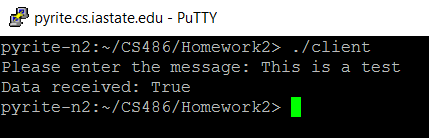 pyrite.cs.iastate.edu - PuTTY
pyrite-n2:~/CS486/Homework2> ./client
Please enter the message: This is a test
Data received: True
pyrite-n2:~/CS486/Homework2>